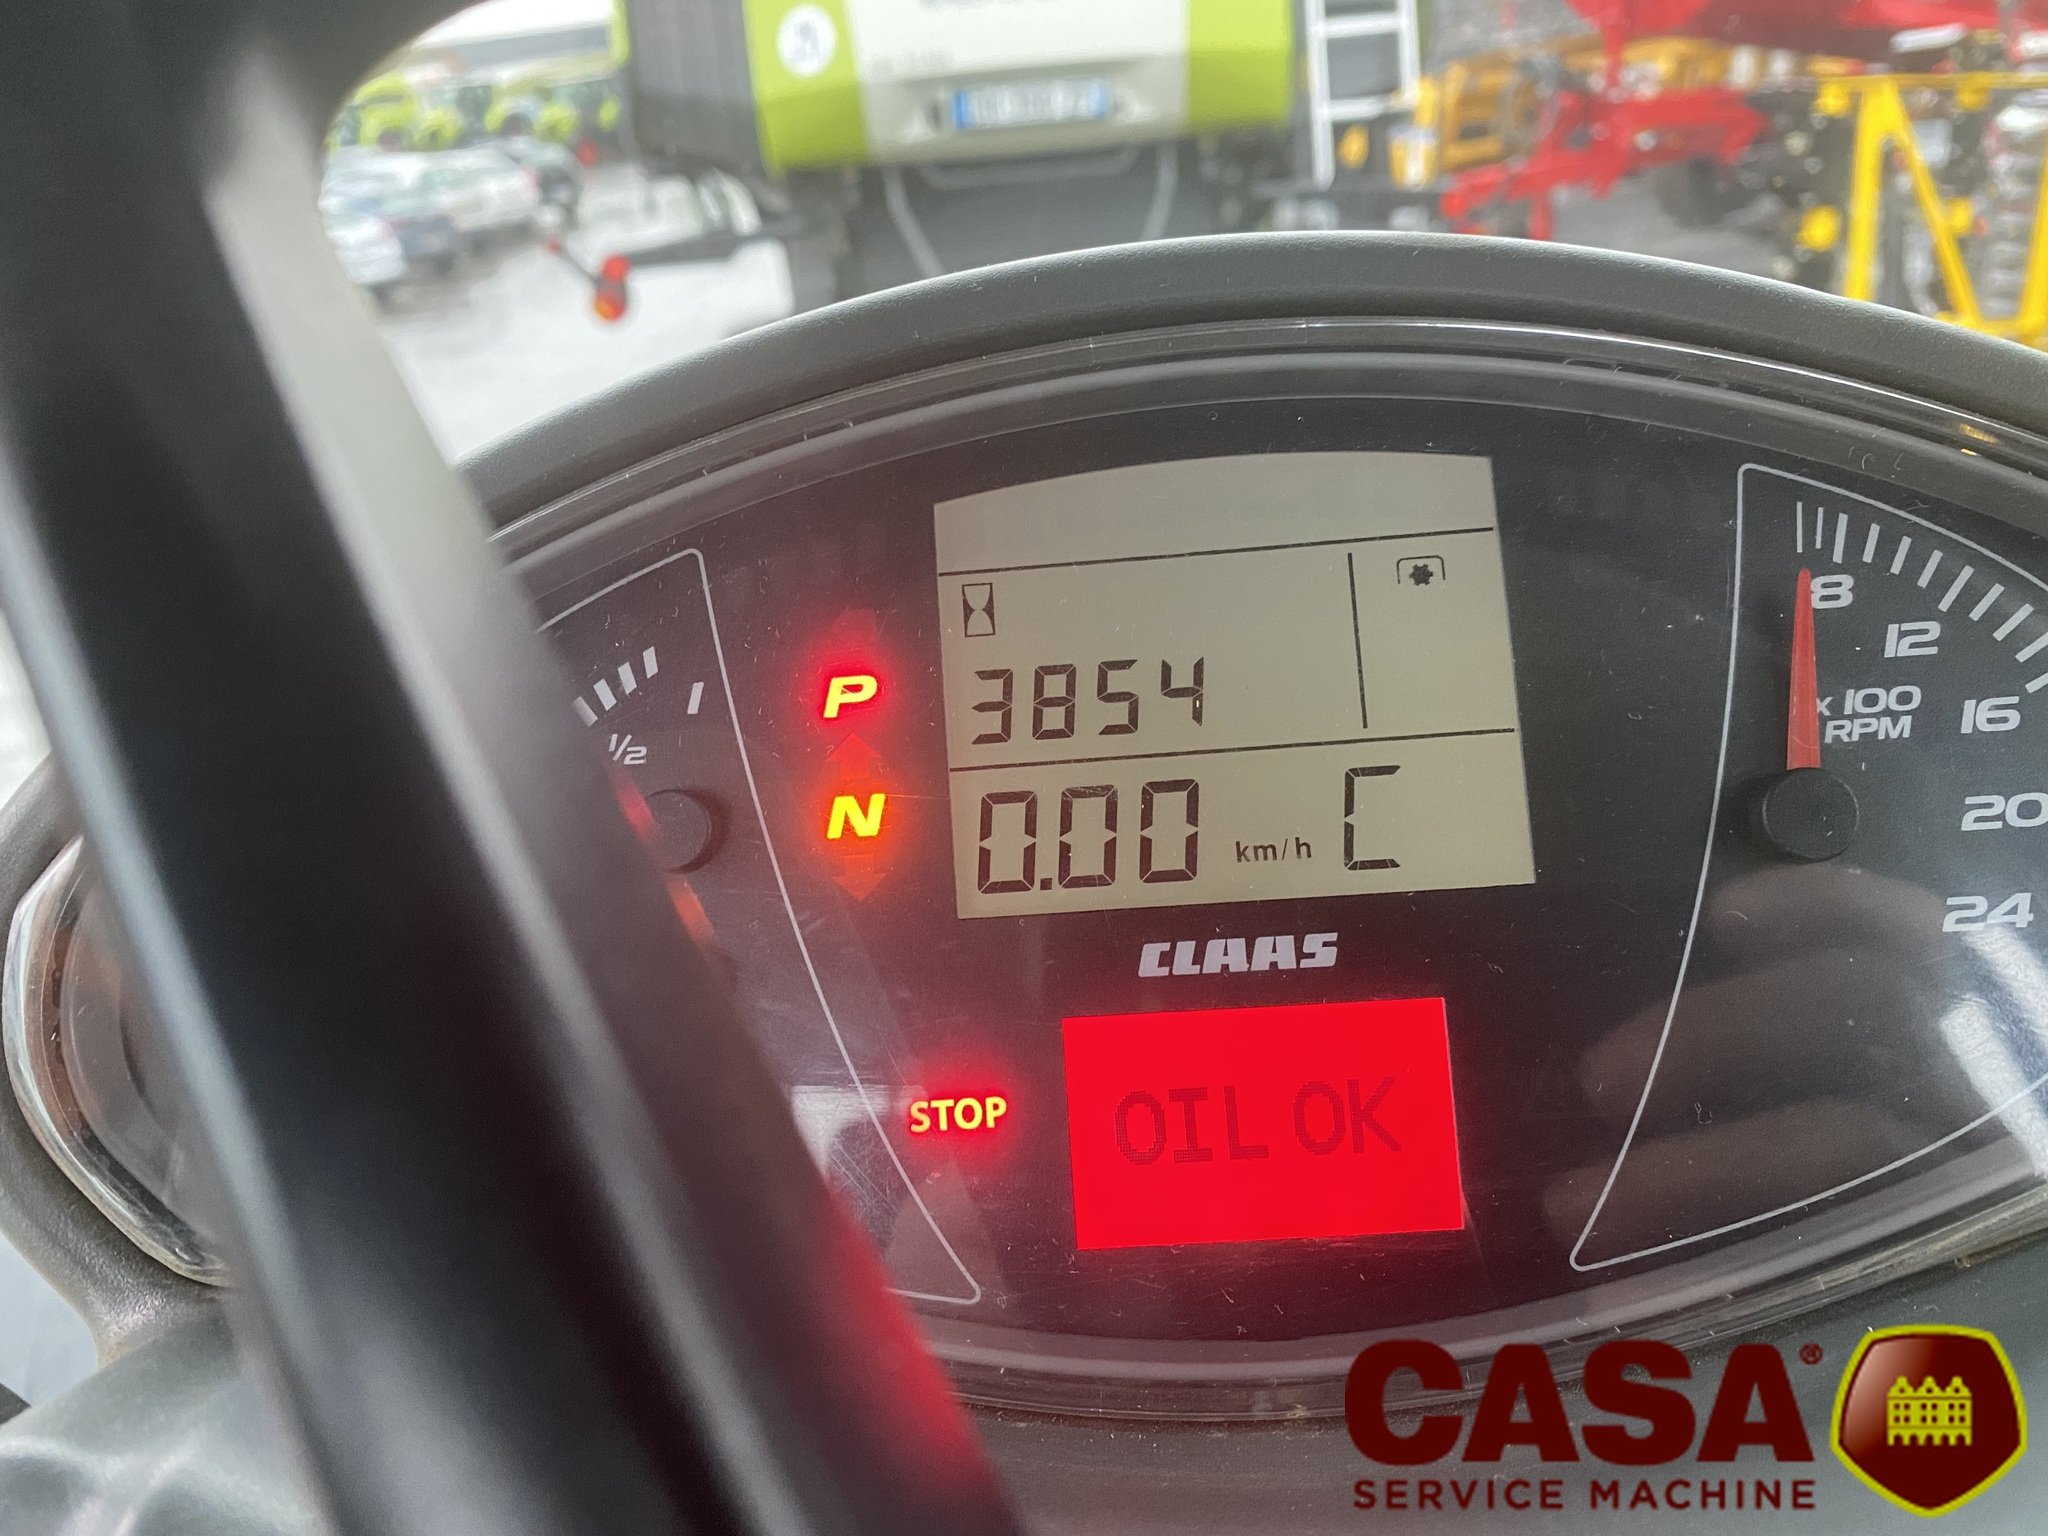 3854
0.00 km/h C
P
N
1/2
1
8
12
x 100
RPM
16
20
24
CLAAS
STOP
OIL OK
CASA®
SERVICE MACHINE